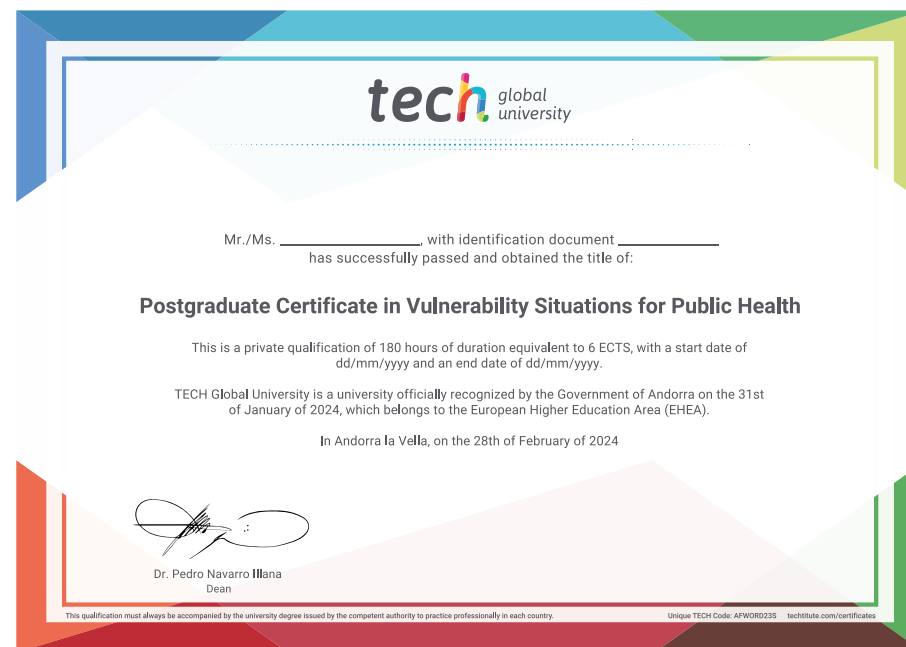 tech global
university
Mr./Ms. ____________________, with identification document ______________
has successfully passed and obtained the title of:
Postgraduate Certificate in Vulnerability Situations for Public Health
This is a private qualification of 180 hours of duration equivalent to 6 ECTS, with a start date of
dd/mm/yyyy and an end date of dd/mm/yyyy.
TECH Global University is a university officially recognized by the Government of Andorra on the 31st
of January of 2024, which belongs to the European Higher Education Area (EHEA).
In Andorra la Vella, on the 28th of February of 2024
Dr. Pedro Navarro Illana
Dean
This qualification must always be accompanied by the university degree issued by the competent authority to practice professionally in each country.
Unique TECH Code: AFWORD23S techtitute.com/certificates